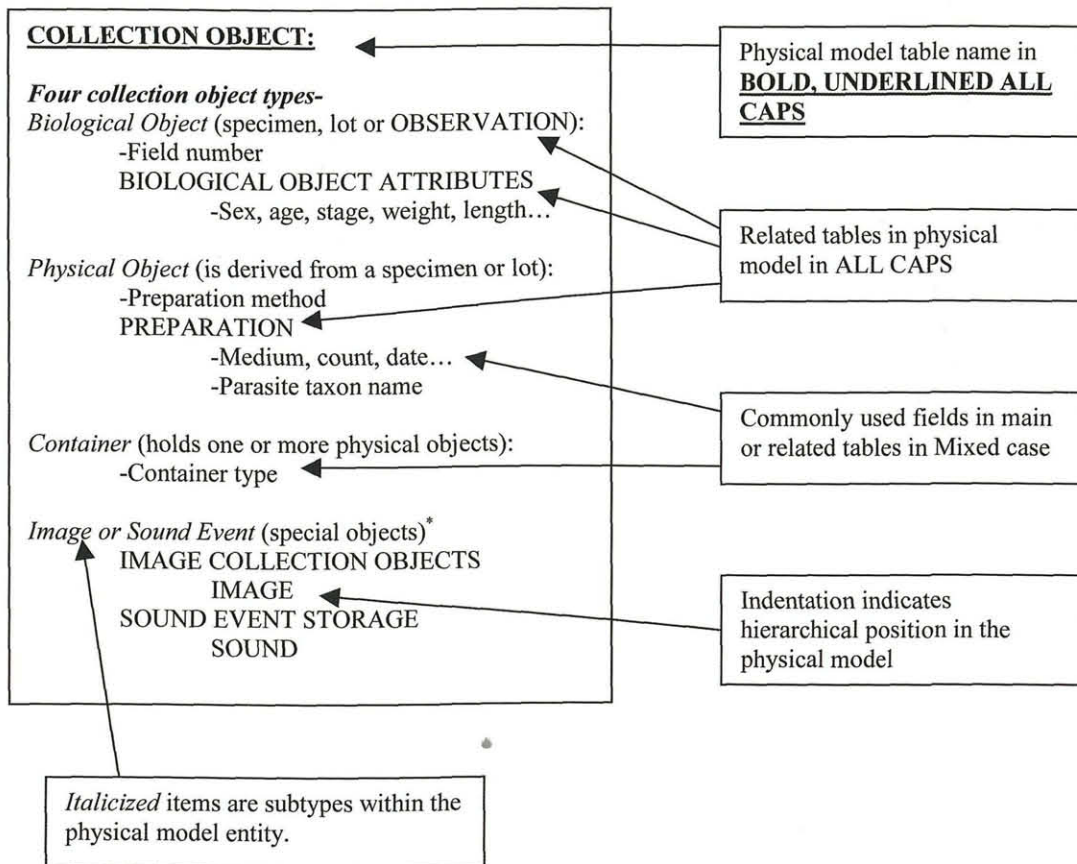 COLLECTION OBJECT:
Four collection object types-
Biological Object (specimen, lot or OBSERVATION):
-Field number
BIOLOGICAL OBJECT ATTRIBUTES
-Sex, age, stage, weight, length…
Physical Object (is derived from a specimen or lot):
-Preparation method
PREPARATION
-Medium, count, date…
-Parasite taxon name
Container (holds one or more physical objects):
-Container type
Image or Sound Event (special objects)*
IMAGE COLLECTION OBJECTS
IMAGE
SOUND EVENT STORAGE
SOUND
Physical model table name in
BOLD, UNDERLINED ALL
CAPS
Related tables in physical
model in ALL CAPS
Commonly used fields in main
or related tables in Mixed case
Indentation indicates
hierarchical position in the
physical model
Italicized items are subtypes within the
physical model entity.